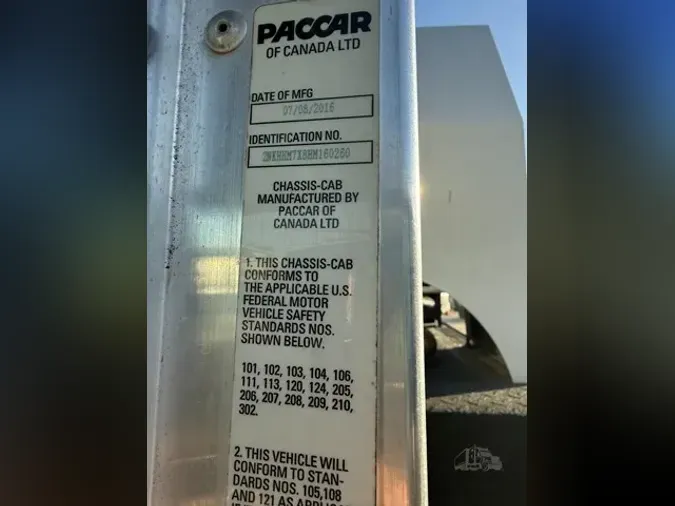 PACCAR
OF CANADA LTD
DATE OF MFG
07/08/2016
IDENTIFICATION NO.
2NKHHM7X8HM160260
CHASSIS-CAB
MANUFACTURED BY
PACCAR OF
CANADA LTD
1. THIS CHASSIS-CAB
CONFORMS TO
THE APPLICABLE U.S.
FEDERAL MOTOR
VEHICLE SAFETY
STANDARDS NOS.
SHOWN BELOW.
101, 102, 103, 104, 106,
111, 113, 120, 124, 205,
206, 207, 208, 209, 210,
302.
2. THIS VEHICLE WILL
CONFORM TO STAN-
DARDS NOS. 105,108
AND 121 AS APPLICA